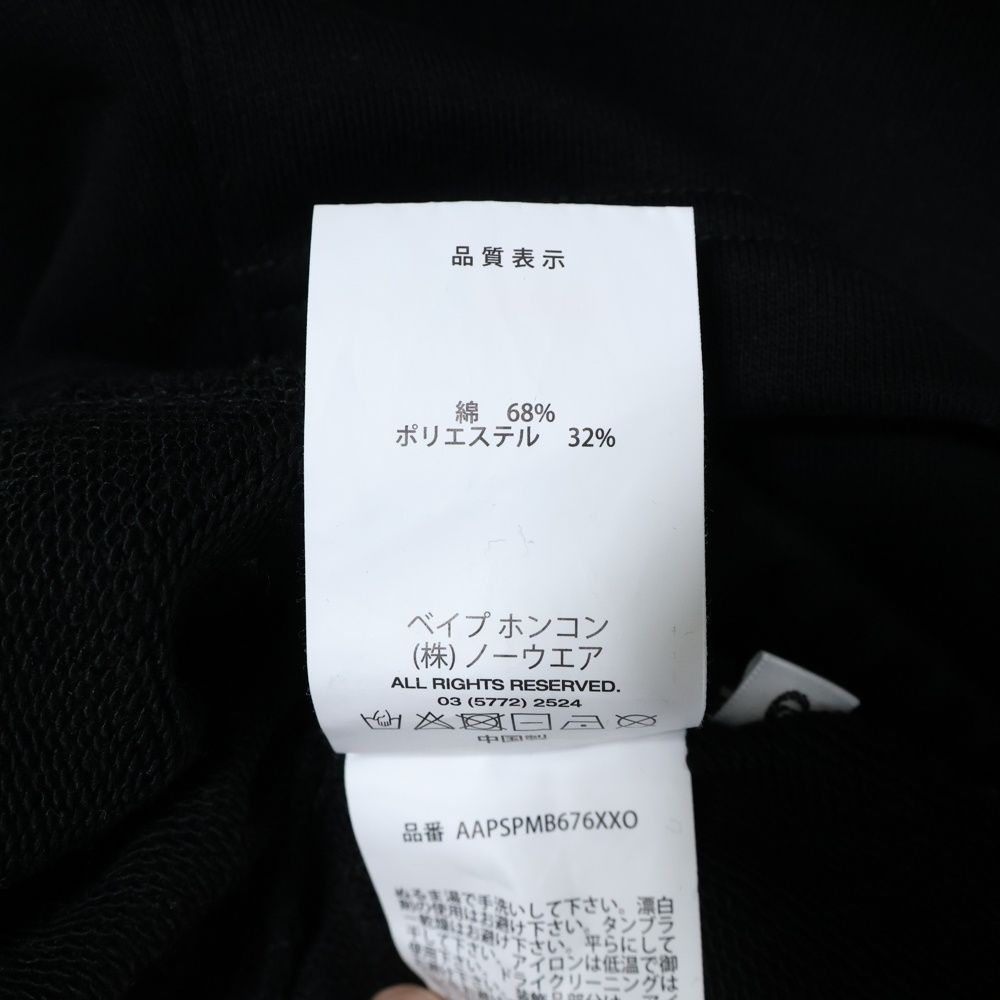 品質表示
綿 68%
ポリエステル 32%
ベイプ ホンコン
(株) ノーウエア
ALL RIGHTS RESERVED.
03 (5772) 2524
中国制
品番 AAPSPMB676XXO
ぬるま湯で手洗いして下さい。漂白
剤の使用はお避け下さい。タンブラ
ー乾燥はお避け下さい。平らにして
干して下さい。アイロンは低温で御
使用下さい。ドライクリーニングは